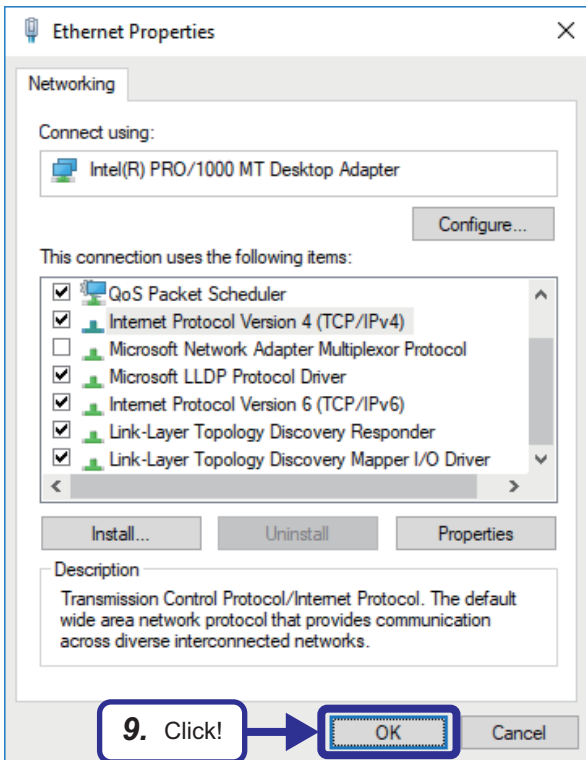 Ethernet Properties
Networking
Connect using:
Intel(R) PRO/1000 MT Desktop Adapter
Configure...
This connection uses the following items:
QoS Packet Scheduler
Internet Protocol Version 4 (TCP/IPv4)
Microsoft Network Adapter Multiplexor Protocol
Microsoft LLDP Protocol Driver
Internet Protocol Version 6 (TCP/IPv6)
Link-Layer Topology Discovery Responder
Link-Layer Topology Discovery Mapper I/O Driver
Install... Uninstall Properties
Description
Transmission Control Protocol/Internet Protocol. The default
wide area network protocol that provides communication
across diverse interconnected networks.
9. Click! OK Cancel